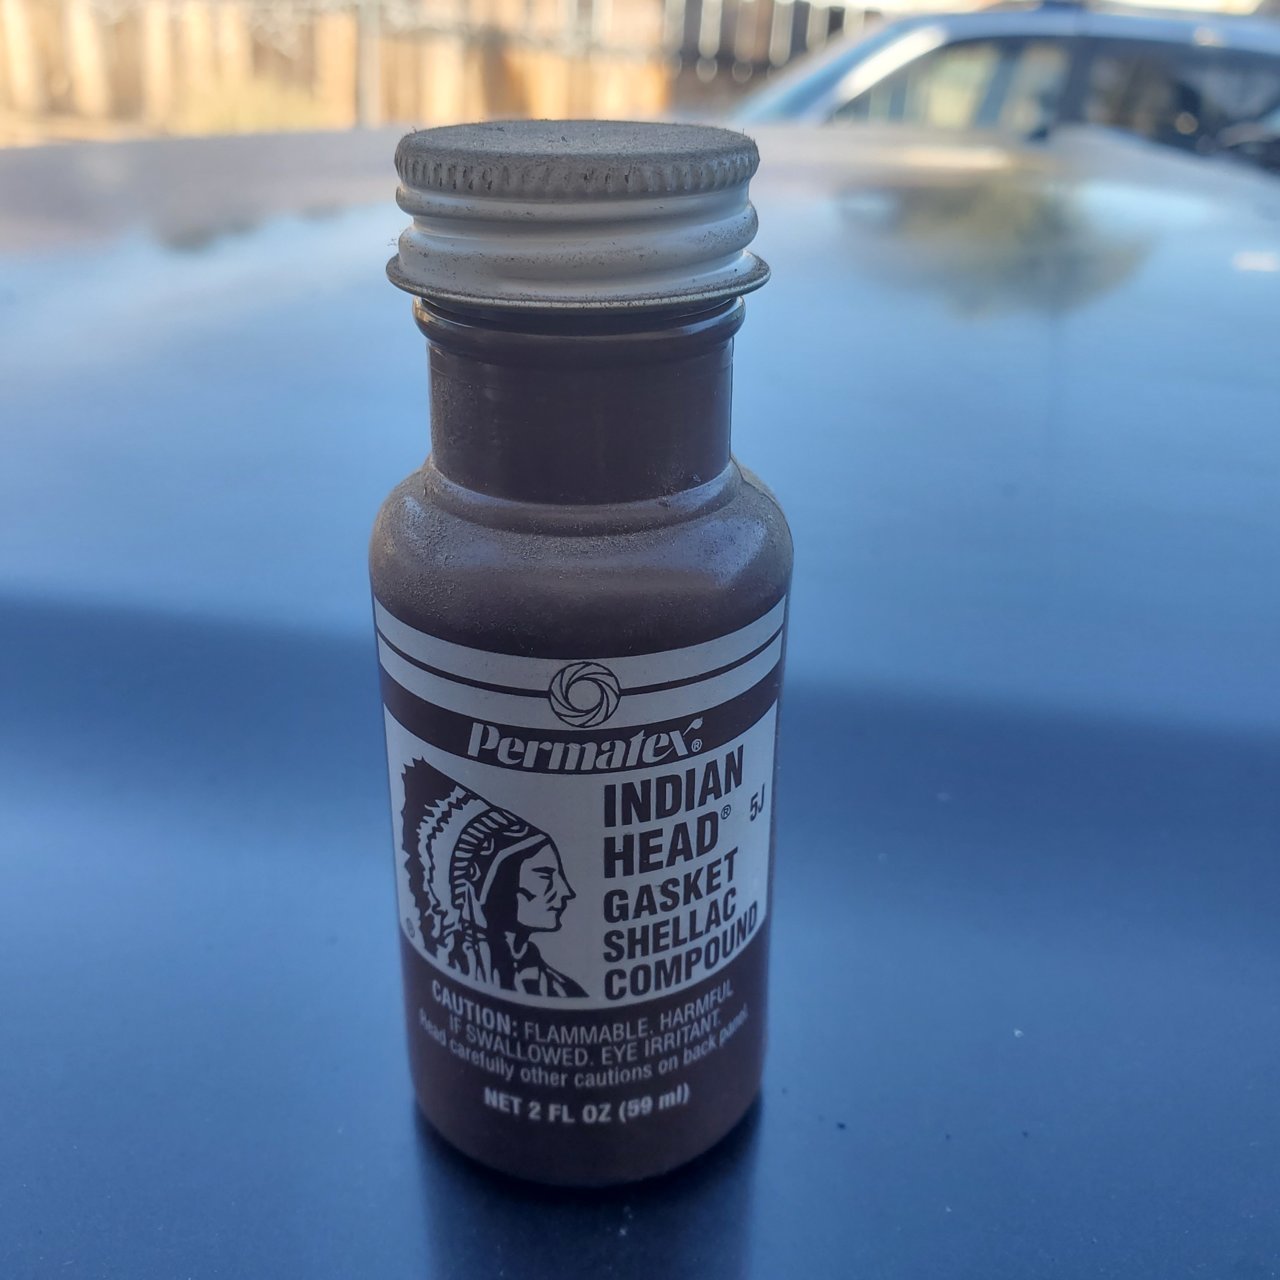 Permatex®
INDIAN
HEAD®
5J
GASKET
SHELLAC
COMPOUND
®
CAUTION: FLAMMABLE. HARMFUL
IF SWALLOWED. EYE IRRITANT.
Read carefully other cautions on back panel.
NET 2 FL OZ (59 ml)